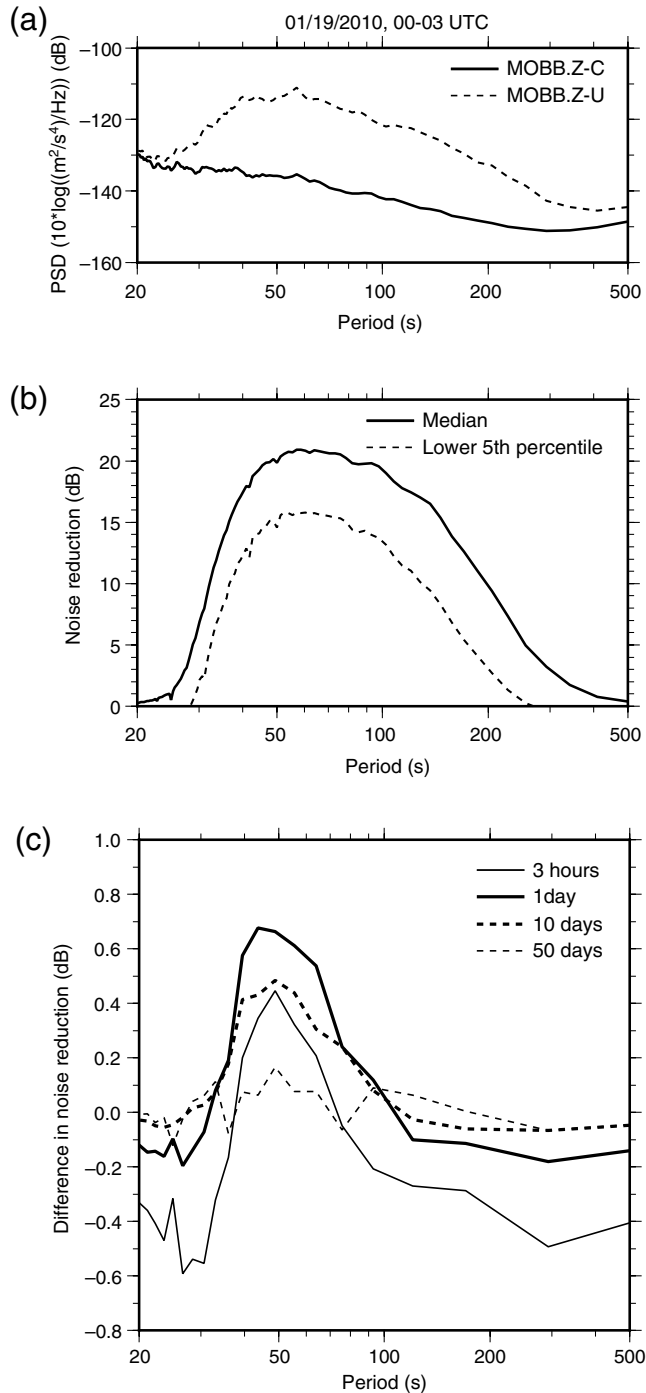 (a)
01/19/2010, 00-03 UTC
PSD (10*log((m²/s⁴)/Hz)) (dB)
−100
−120
−140
−160
MOBB.Z-C
MOBB.Z-U
20 50 100 200 500
Period (s)
(b)
Noise reduction (dB)
25
20
15
10
5
0
Median
Lower 5th percentile
20 50 100 200 500
Period (s)
(c)
Difference in noise reduction (dB)
1.0
0.8
0.6
0.4
0.2
0.0
−0.2
−0.4
−0.6
−0.8
3 hours
1day
10 days
50 days
20 50 100 200 500
Period (s)